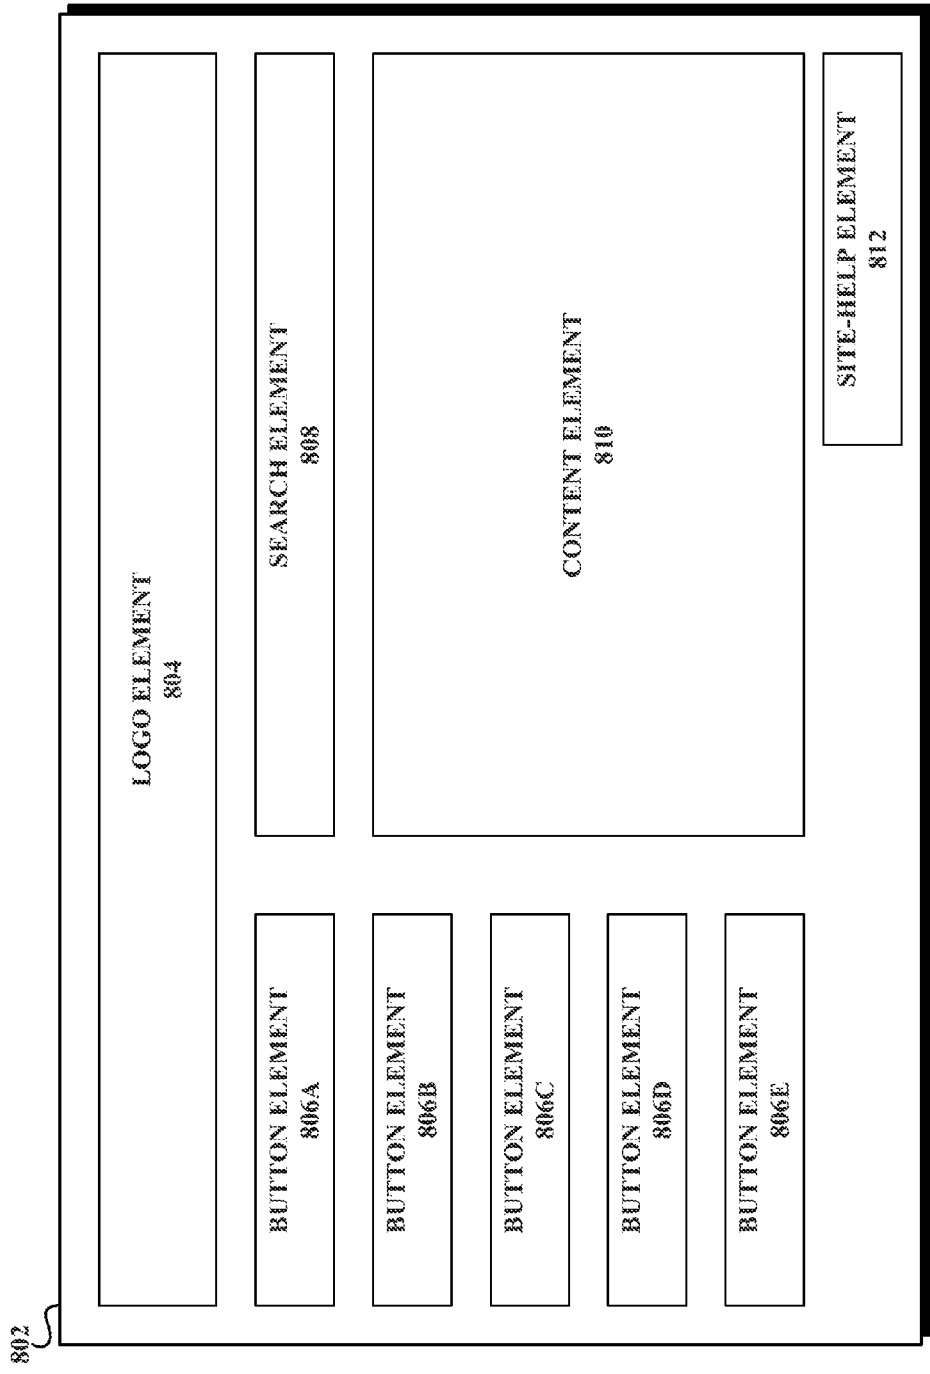 802
LOGO ELEMENT
804
BUTTON ELEMENT
806A
SEARCH ELEMENT
808
BUTTON ELEMENT
806B
BUTTON ELEMENT
806C
BUTTON ELEMENT
806D
BUTTON ELEMENT
806E
CONTENT ELEMENT
810
SITE-HELP ELEMENT
812